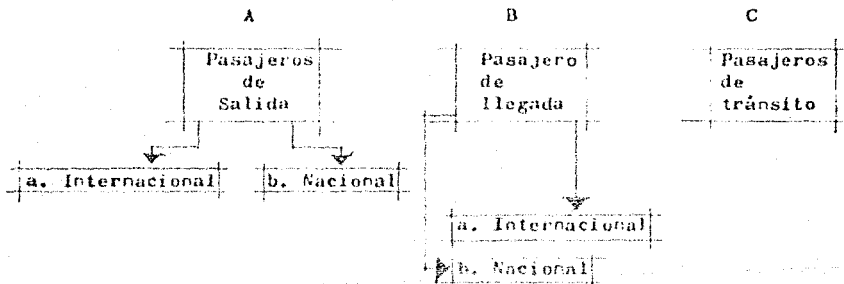 A B C
Pasajeros
de
Salida
Pasajero
de
llegada
Pasajeros
de
tránsito
a. Internacional
b. Nacional
a. Internacional
b. Nacional